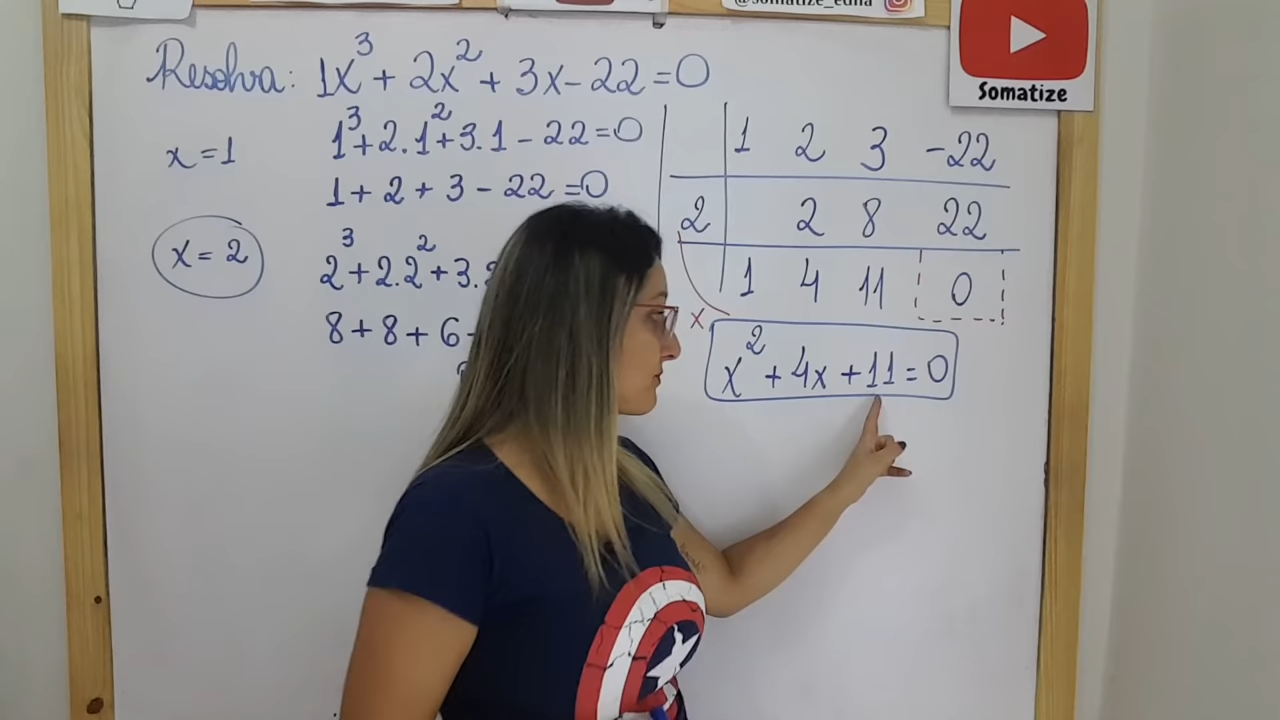 @somatize_edna
Somatize
Resolva: 1x³ + 2x² + 3x - 22 = 0
x = 1
1³ + 2.1² + 3.1 - 22 = 0
1 + 2 + 3 - 22 = 0
x = 2
2³ + 2.2² + 3.2
8 + 8 + 6 -
1 2 3 -22
2 2 8 22
1 4 11 0
x
x² + 4x + 11 = 0